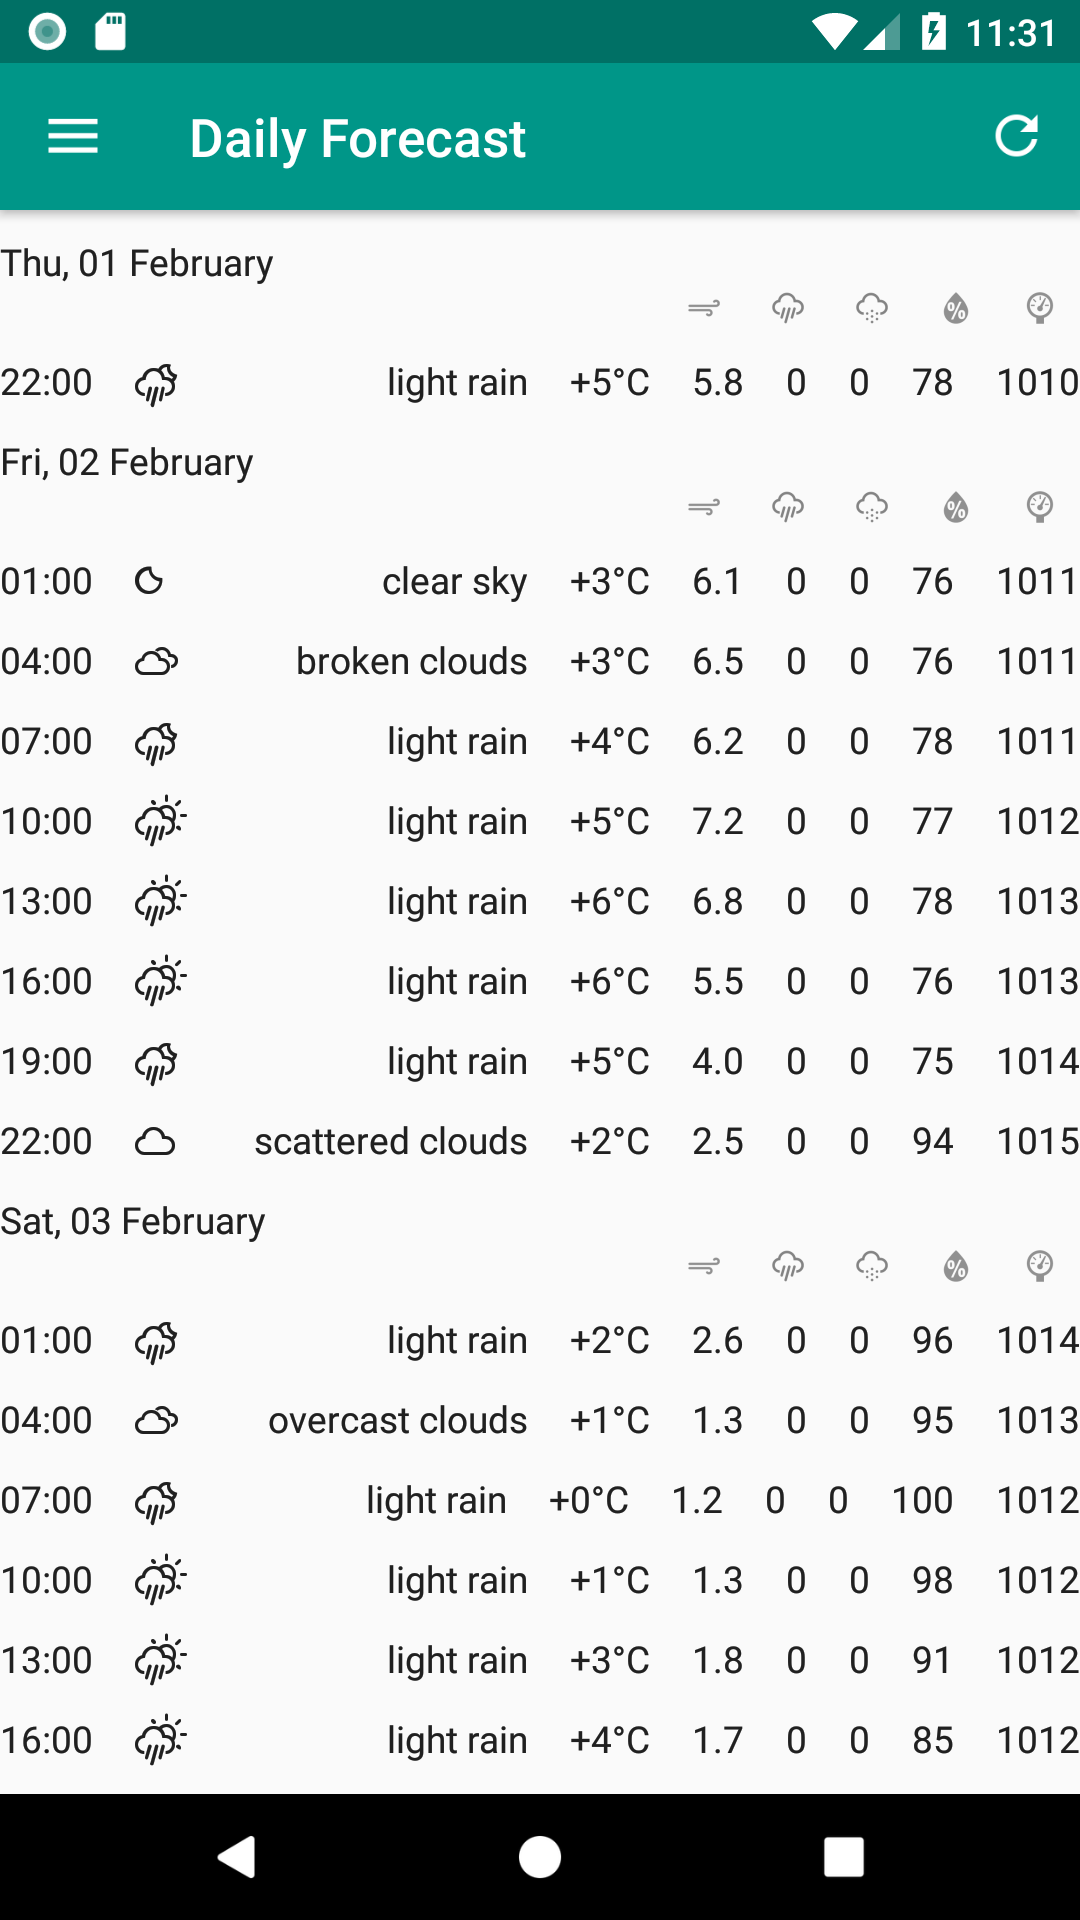 11:31
Daily Forecast
Thu, 01 February
%
22:00 light rain +5°C 5.8 0 0 78 1010
Fri, 02 February
%
01:00 clear sky +3°C 6.1 0 0 76 1011
04:00 broken clouds +3°C 6.5 0 0 76 1011
07:00 light rain +4°C 6.2 0 0 78 1011
10:00 light rain +5°C 7.2 0 0 77 1012
13:00 light rain +6°C 6.8 0 0 78 1013
16:00 light rain +6°C 5.5 0 0 76 1013
19:00 light rain +5°C 4.0 0 0 75 1014
22:00 scattered clouds +2°C 2.5 0 0 94 1015
Sat, 03 February
%
01:00 light rain +2°C 2.6 0 0 96 1014
04:00 overcast clouds +1°C 1.3 0 0 95 1013
07:00 light rain +0°C 1.2 0 0 100 1012
10:00 light rain +1°C 1.3 0 0 98 1012
13:00 light rain +3°C 1.8 0 0 91 1012
16:00 light rain +4°C 1.7 0 0 85 1012